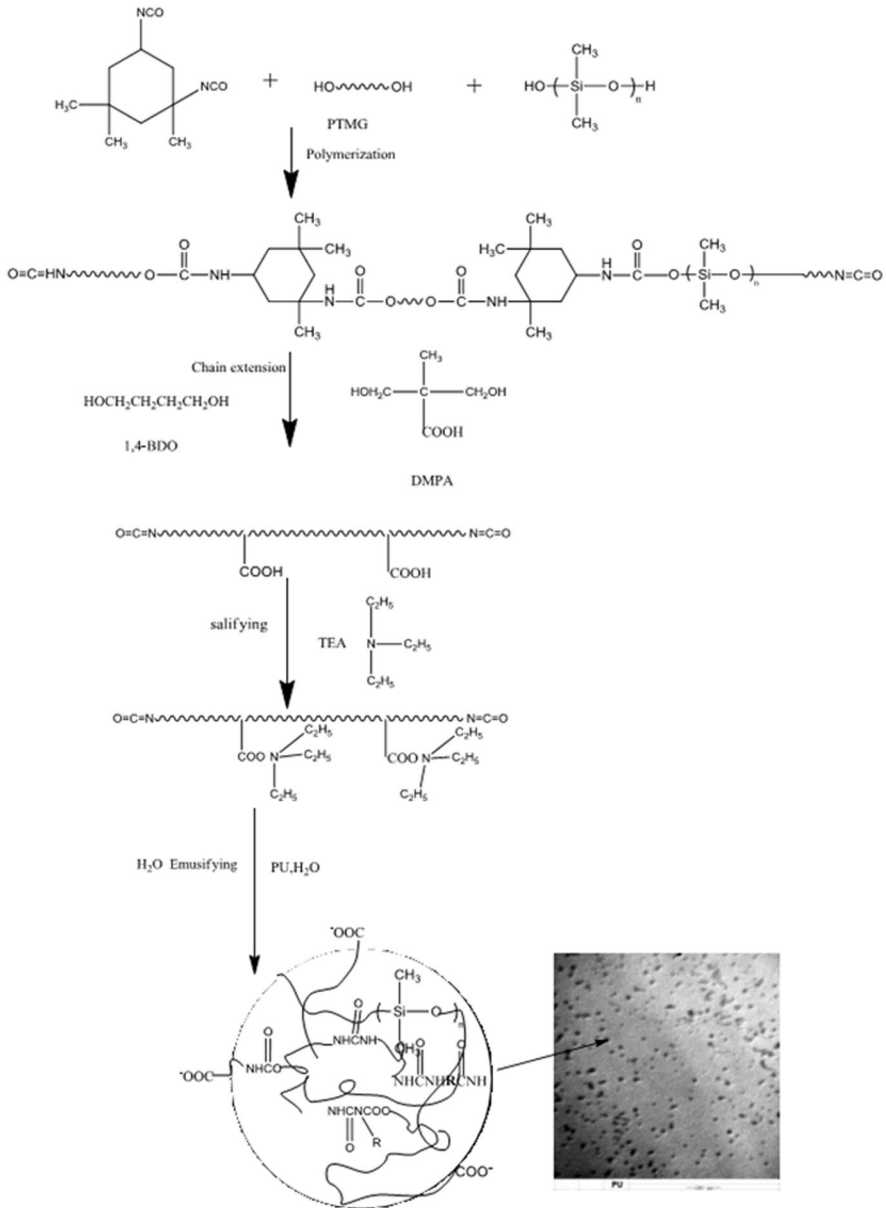 NCO
NCO
H₃C
CH₃
CH₃
+
HO OH
PTMG
+
CH₃
HO ( Si O )n H
CH₃
Polymerization
O=C=HN O C NH
O
CH₃
CH₃
H
N C O O C NH
O
O
CH₃
CH₃
H₃C
CH₃
NH C O ( Si O )n N=C=O
O
CH₃
CH₃
Chain extension
HOCH₂CH₂CH₂CH₂OH
1,4-BDO
CH₃
HOH₂C C CH₂OH
COOH
DMPA
O=C=N N=C=O
COOH COOH
salifying
TEA
C₂H₅
N C₂H₅
C₂H₅
O=C=N N=C=O
C₂H₅ C₂H₅
COO N C₂H₅ COO N C₂H₅
C₂H₅ C₂H₅
H₂O Emusifying
PU,H₂O
⁻OOC
CH₃
( Si O )n
CH₃
O
NHCNH
O
⁻OOC
NHCO
O O
NHCNHRCNH
NHCNCOO
O R
COO⁻
PU